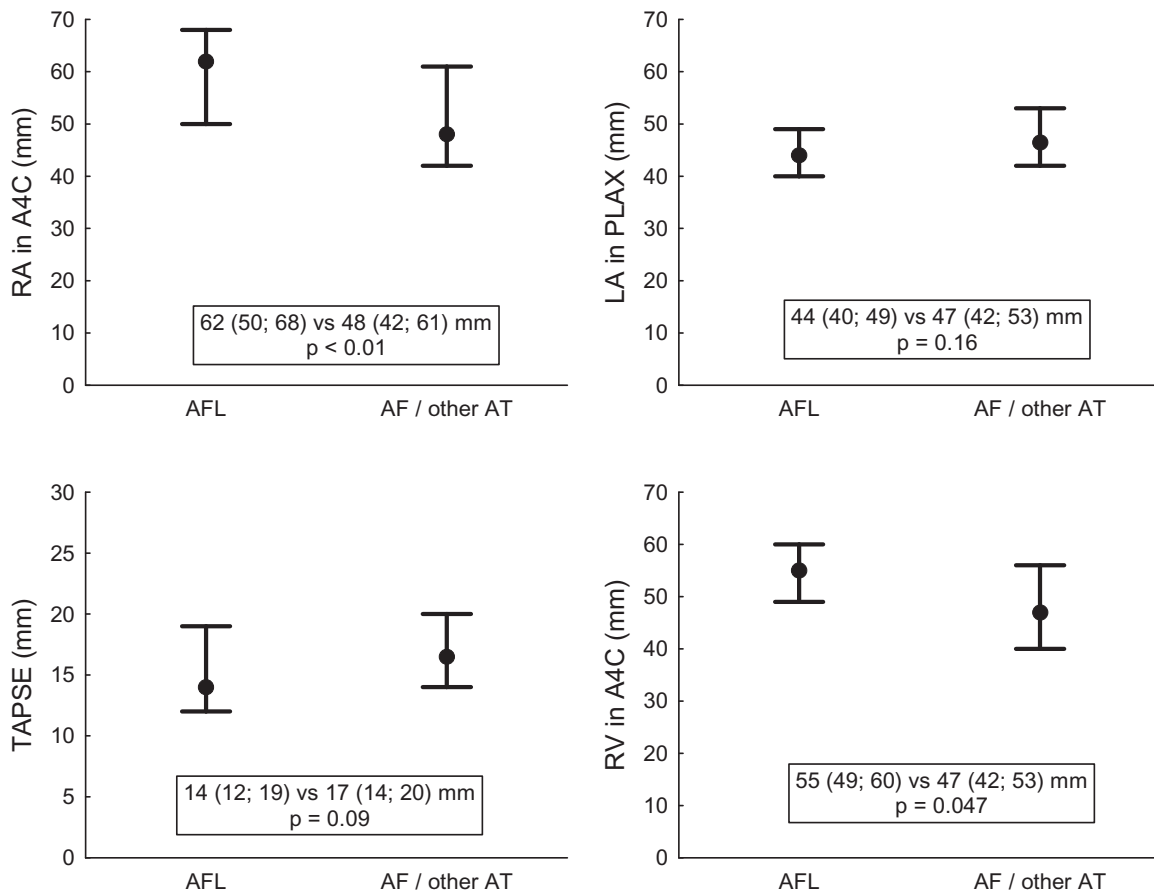 RA in A4C (mm)
70
60
50
40
30
20
10
0
62 (50; 68) vs 48 (42; 61) mm
p < 0.01
AFL
AF / other AT
LA in PLAX (mm)
70
60
50
40
30
20
10
0
44 (40; 49) vs 47 (42; 53) mm
p = 0.16
AFL
AF / other AT
TAPSE (mm)
30
25
20
15
10
5
0
14 (12; 19) vs 17 (14; 20) mm
p = 0.09
AFL
AF / other AT
RV in A4C (mm)
70
60
50
40
30
20
10
0
55 (49; 60) vs 47 (42; 53) mm
p = 0.047
AFL
AF / other AT